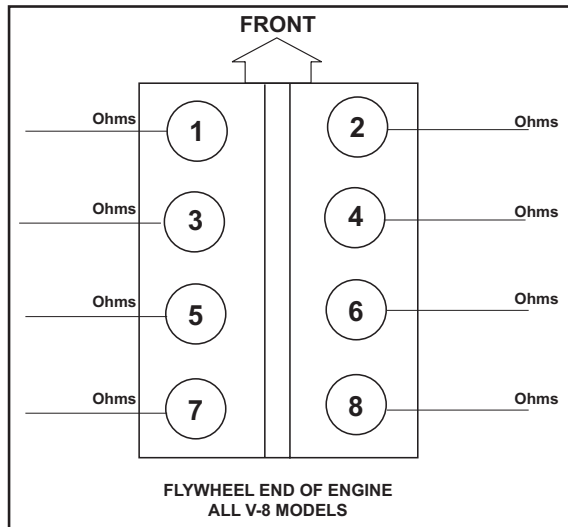 FRONT
Ohms 1 2 Ohms
Ohms 3 4 Ohms
Ohms 5 6 Ohms
Ohms 7 8 Ohms
FLYWHEEL END OF ENGINE
ALL V-8 MODELS